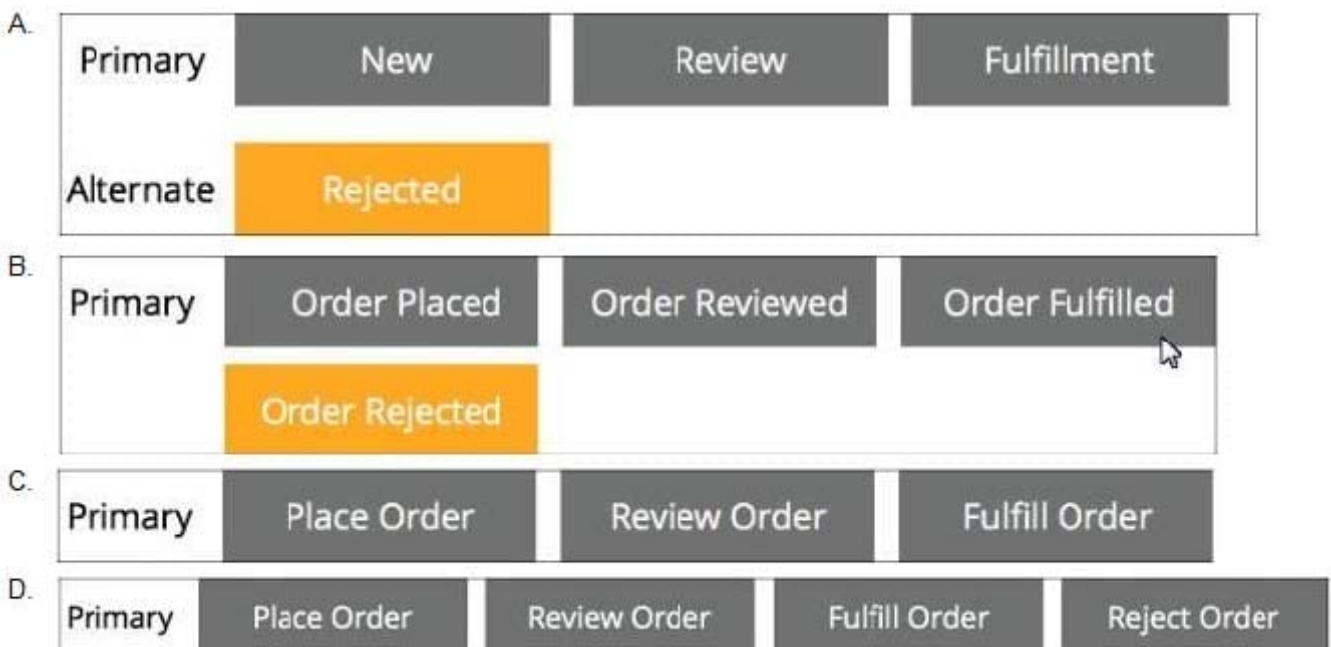 A.
Primary New Review Fulfillment
Alternate Rejected
B.
Primary Order Placed Order Reviewed Order Fulfilled
Order Rejected
C.
Primary Place Order Review Order Fulfill Order
D.
Primary Place Order Review Order Fulfill Order Reject Order